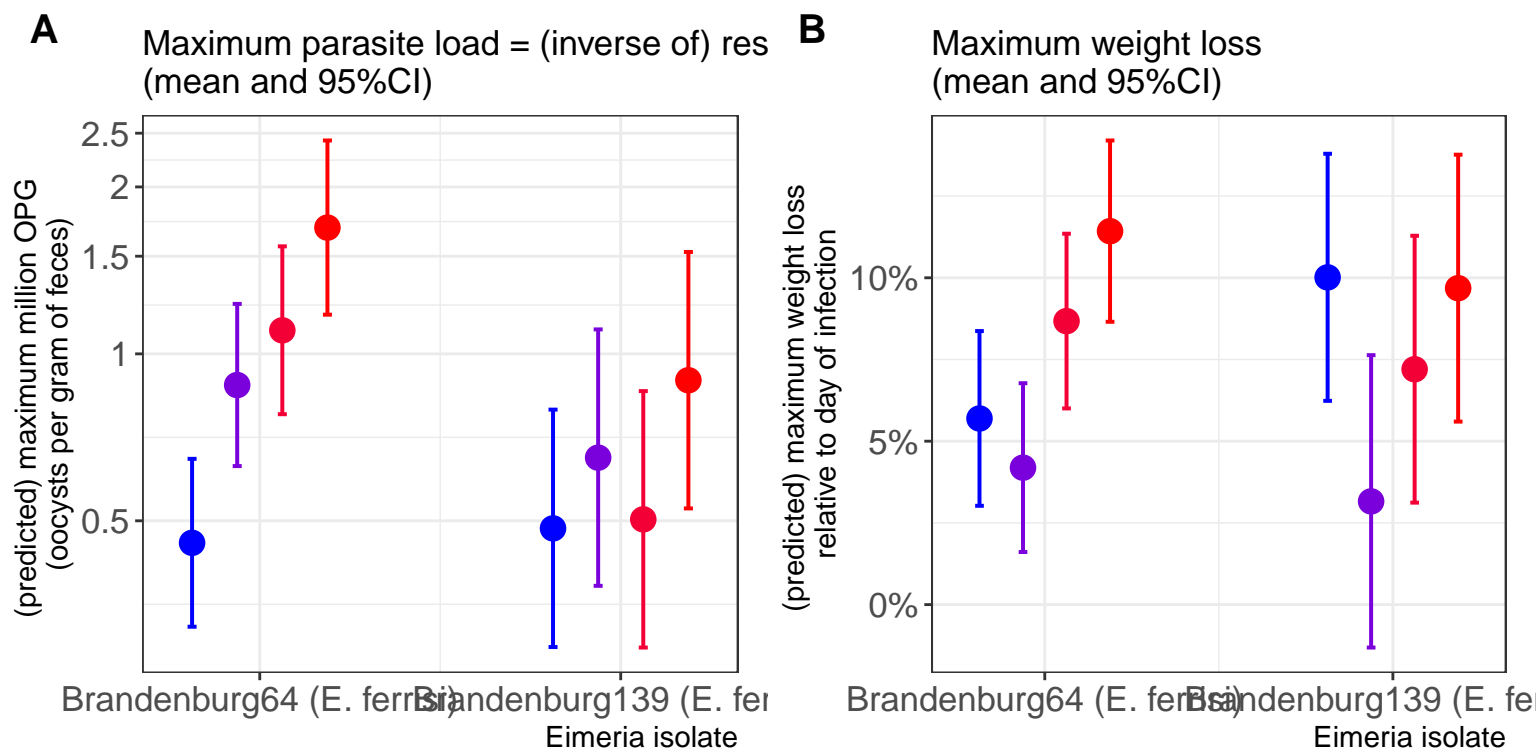 A
Maximum parasite load = (inverse of) res
(mean and 95%CI)
(predicted) maximum million OPG
(oocysts per gram of feces)
2.5
2
1.5
1
0.5
Brandenburg64 (E. ferrisi)
Brandenburg139 (E. fer
Eimeria isolate
B
Maximum weight loss
(mean and 95%CI)
(predicted) maximum weight loss
relative to day of infection
10%
5%
0%
Brandenburg64 (E. ferrisi)
Brandenburg139 (E. fer
Eimeria isolate